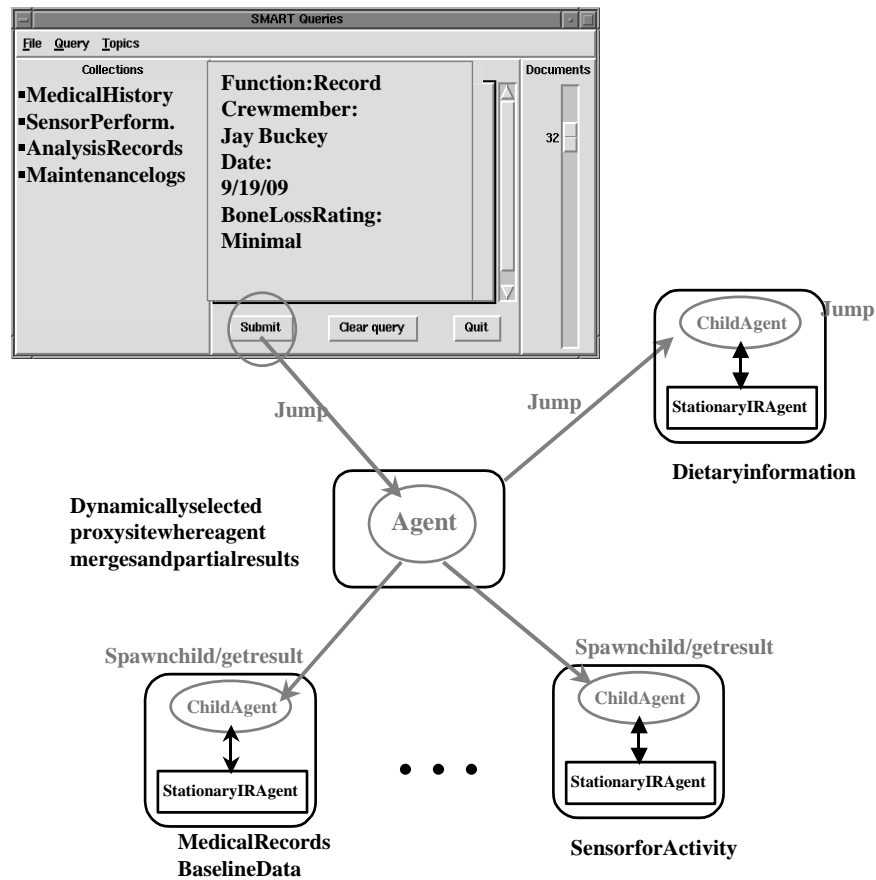 SMART Queries
File Query Topics
Collections
▪MedicalHistory
▪SensorPerform.
▪AnalysisRecords
▪Maintenancelogs
Function:Record
Crewmember:
Jay Buckey
Date:
9/19/09
BoneLossRating:
Minimal
Documents
32
Submit
Clear query
Quit
Jump
Jump
ChildAgent
Jump
StationaryIRAgent
Dietaryinformation
Dynamicallyselected
proxysitewhereagent
mergesandpartialresults
Agent
Spawnchild/getresult
ChildAgent
StationaryIRAgent
MedicalRecords
BaselineData
• • •
Spawnchild/getresult
ChildAgent
StationaryIRAgent
SensorforActivity